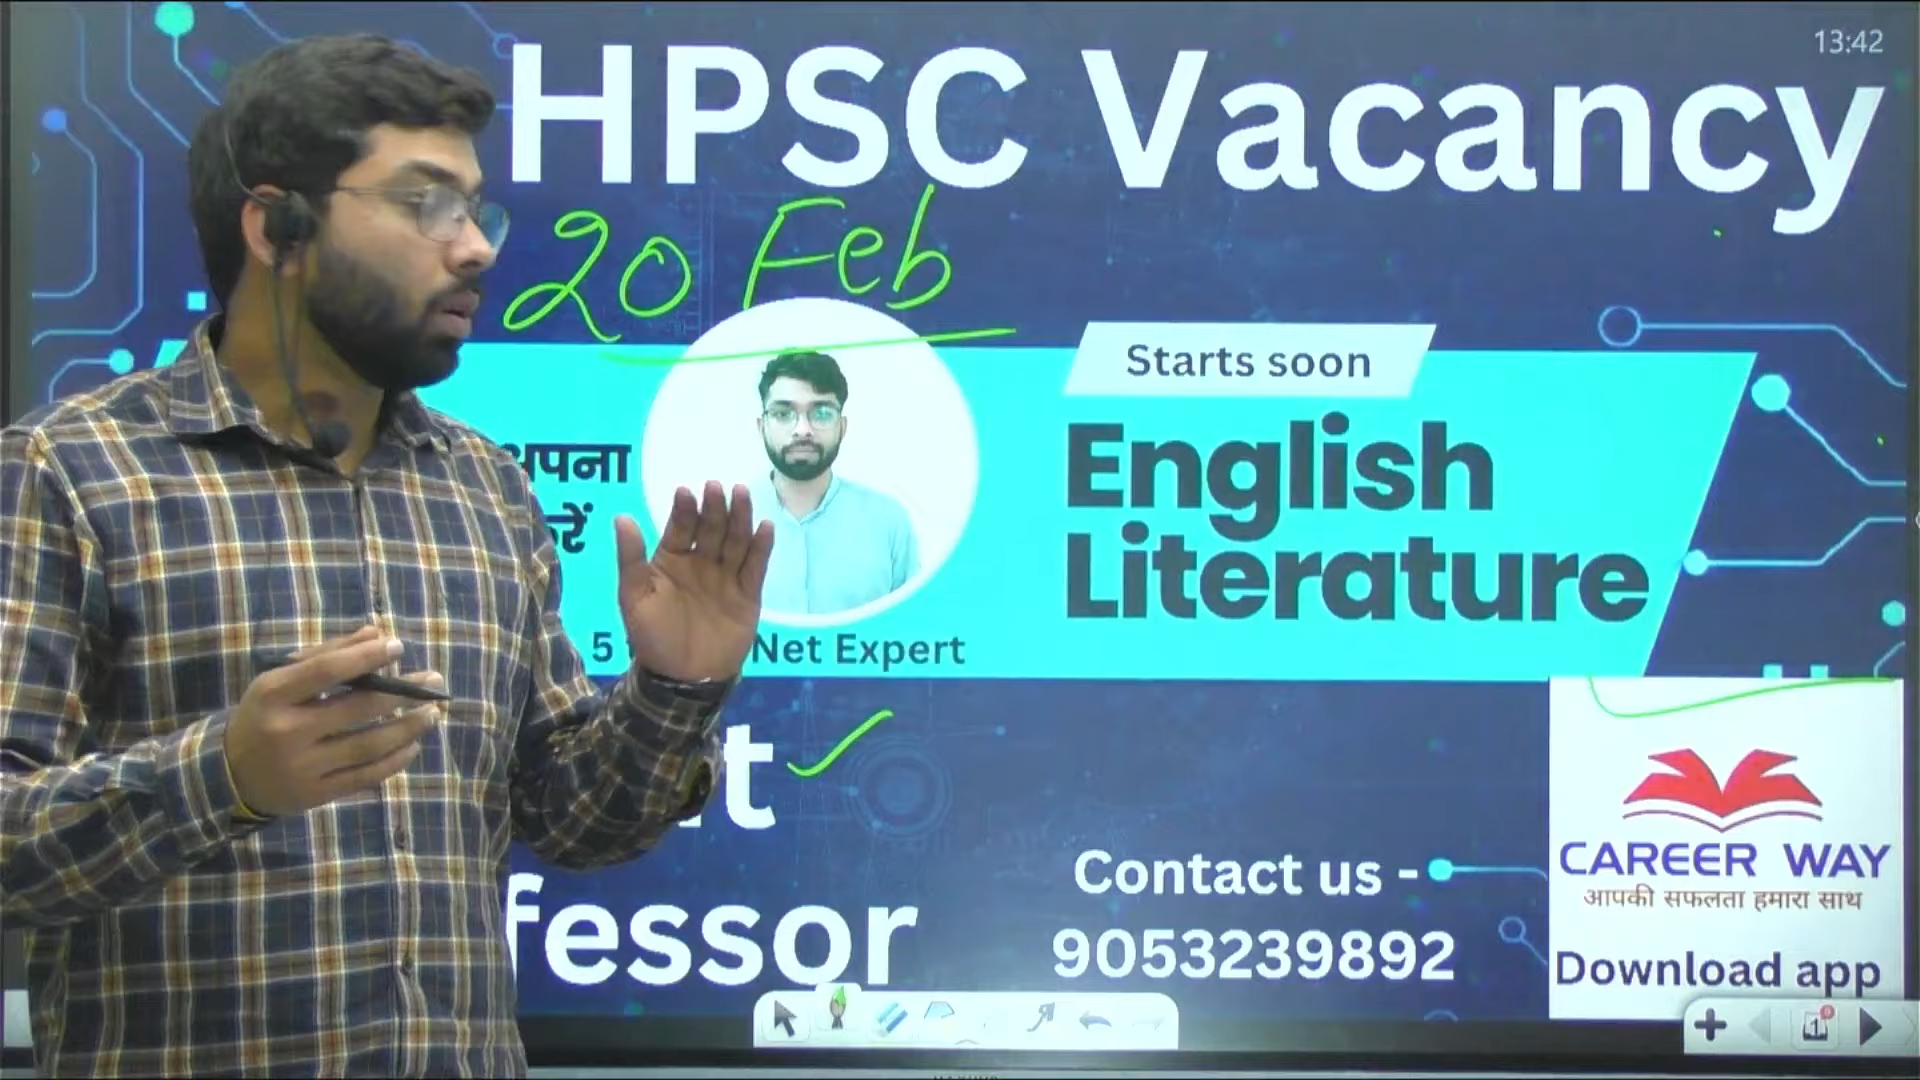 13:42
HPSC Vacancy
20 Feb
Starts soon
अपना
English
Literature
5
Net Expert
Contact us -
9053239892
CAREER WAY
आपकी सफलता हमारा साथ
Download app
1